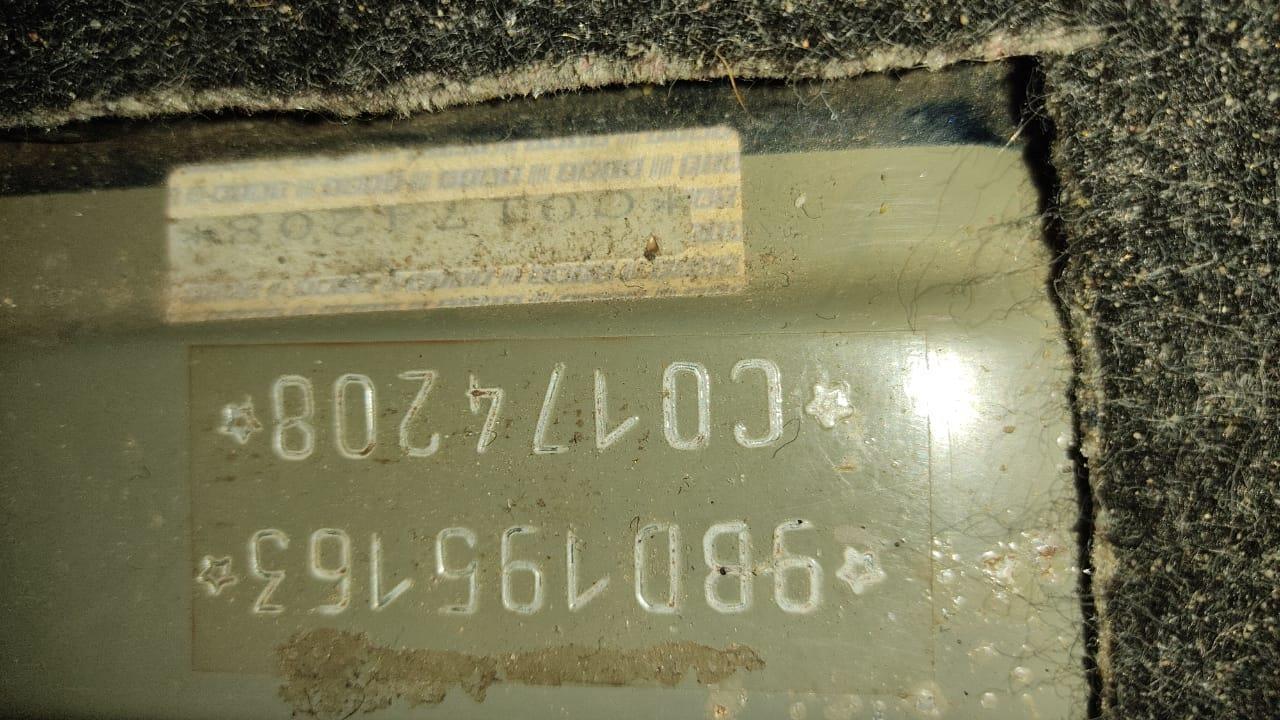 ☆9BD195163☆
☆C0174208☆
*C0174208*